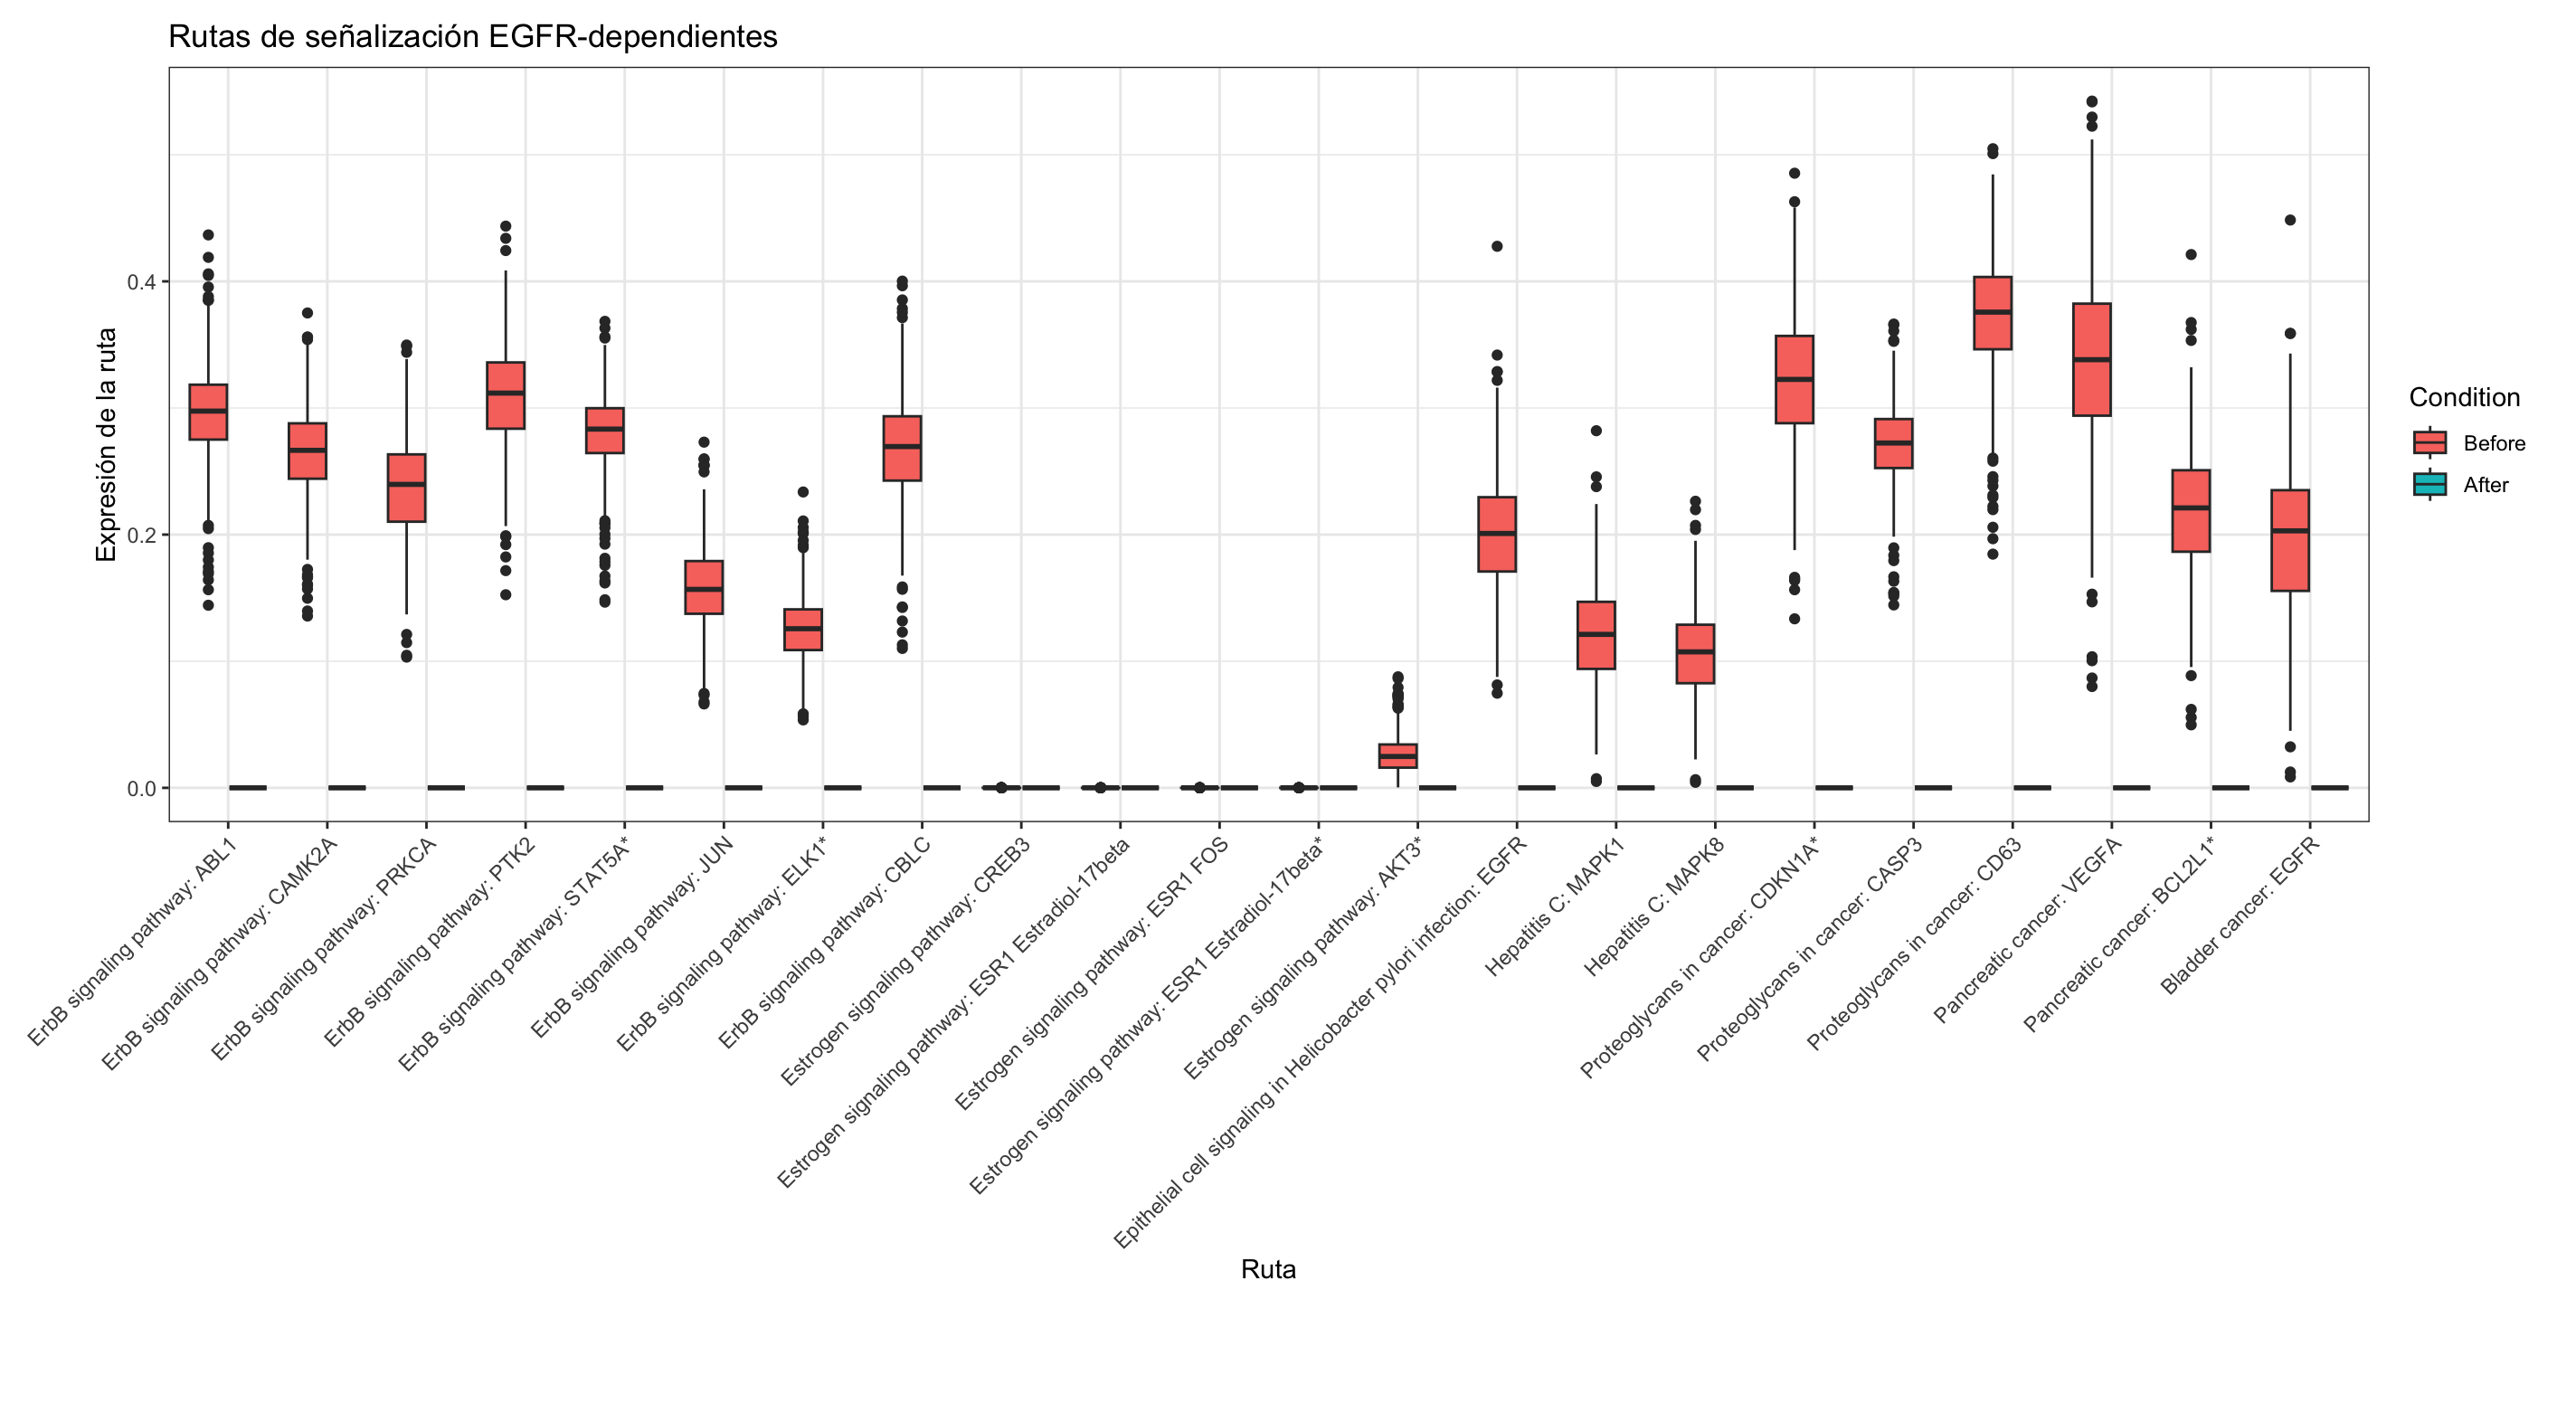 Rutas de señalización EGFR-dependientes
Expresión de la ruta
0.4
0.2
0.0
ErbB signaling pathway: ABL1
ErbB signaling pathway: CAMK2A
ErbB signaling pathway: PRKCA
ErbB signaling pathway: PTK2
ErbB signaling pathway: STAT5A*
ErbB signaling pathway: JUN
ErbB signaling pathway: ELK1*
ErbB signaling pathway: CBLC
Estrogen signaling pathway: CREB3
Estrogen signaling pathway: ESR1 Estradiol-17beta
Estrogen signaling pathway: ESR1 FOS
Estrogen signaling pathway: ESR1 Estradiol-17beta*
Estrogen signaling pathway: AKT3*
Epithelial cell signaling in Helicobacter pylori infection: EGFR
Hepatitis C: MAPK1
Hepatitis C: MAPK8
Proteoglycans in cancer: CDKN1A*
Proteoglycans in cancer: CASP3
Proteoglycans in cancer: CD63
Pancreatic cancer: VEGFA
Pancreatic cancer: BCL2L1*
Bladder cancer: EGFR
Ruta
Condition
Before
After